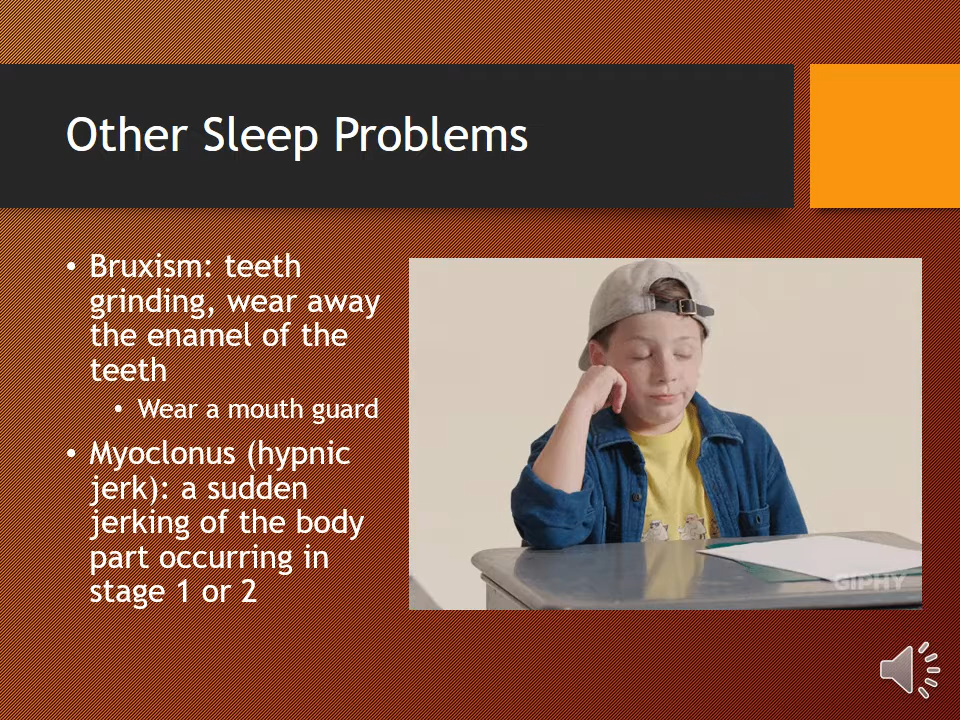 Other Sleep Problems
• Bruxism: teeth
grinding, wear away
the enamel of the
teeth
• Wear a mouth guard
• Myoclonus (hypnic
jerk): a sudden
jerking of the body
part occurring in
stage 1 or 2
GIPHY